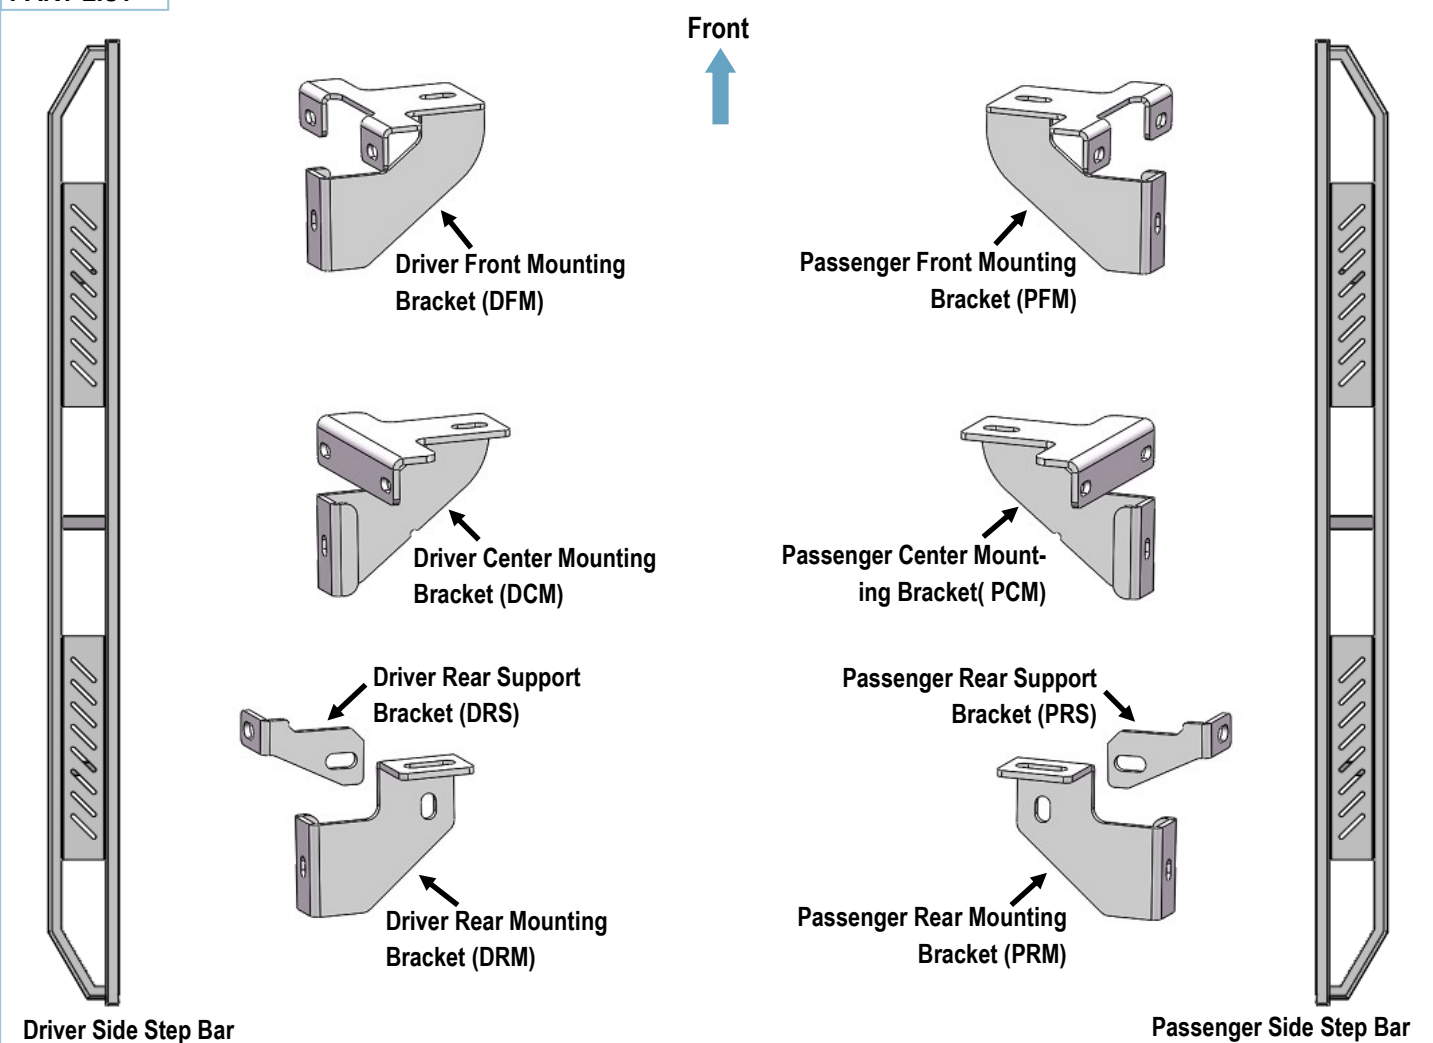 PART LIST
Front
Driver Front Mounting
Bracket (DFM)
Passenger Front Mounting
Bracket (PFM)
Driver Center Mounting
Bracket (DCM)
Passenger Center Mount-
ing Bracket( PCM)
Driver Rear Support
Bracket (DRS)
Passenger Rear Support
Bracket (PRS)
Driver Rear Mounting
Bracket (DRM)
Passenger Rear Mounting
Bracket (PRM)
Driver Side Step Bar
Passenger Side Step Bar